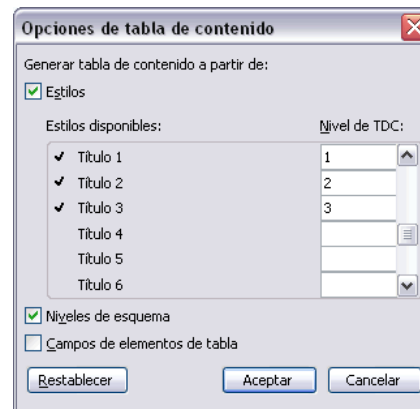 Opciones de tabla de contenido
Generar tabla de contenido a partir de:
Estilos
Estilos disponibles: Nivel de TDC:
Título 1 1
Título 2 2
Título 3 3
Título 4
Título 5
Título 6
Niveles de esquema
Campos de elementos de tabla
Restablecer Aceptar Cancelar